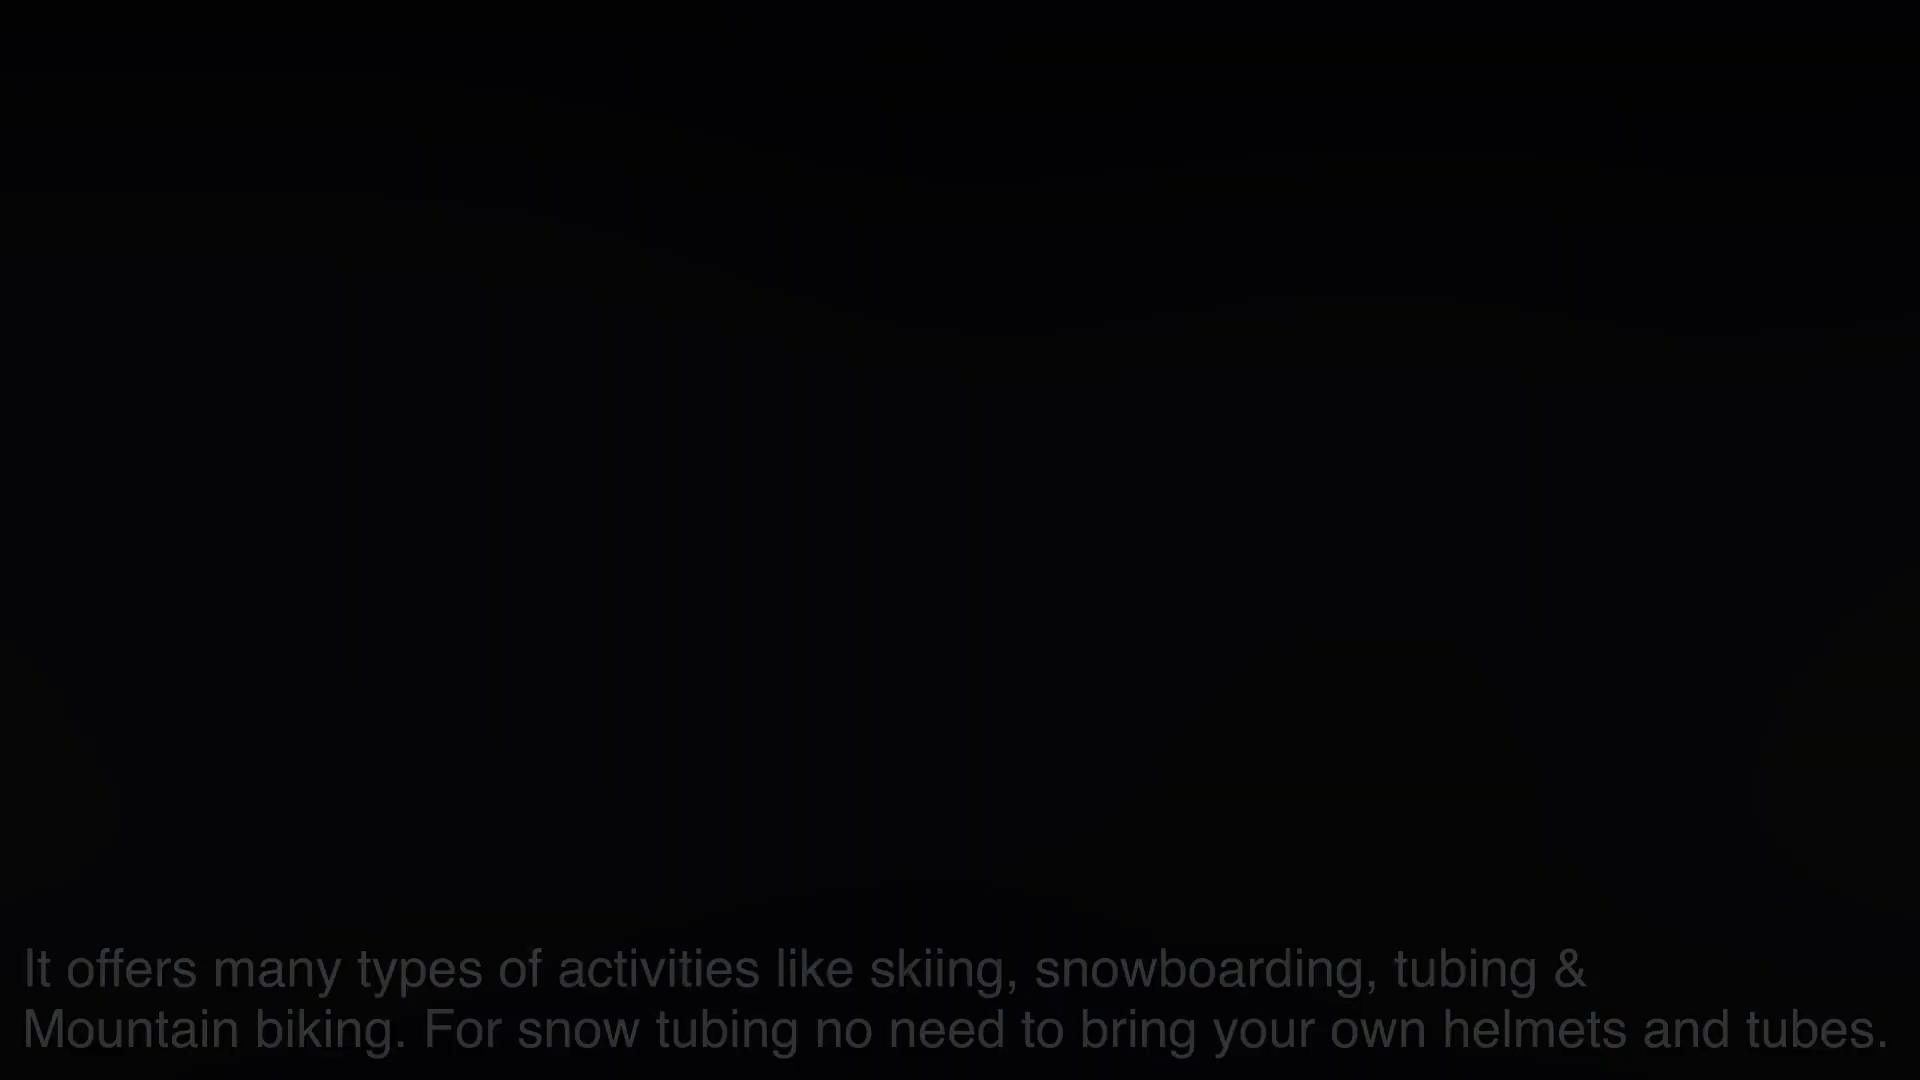 It offers many types of activities like skiing, snowboarding, tubing &
Mountain biking. For snow tubing no need to bring your own helmets and tubes.